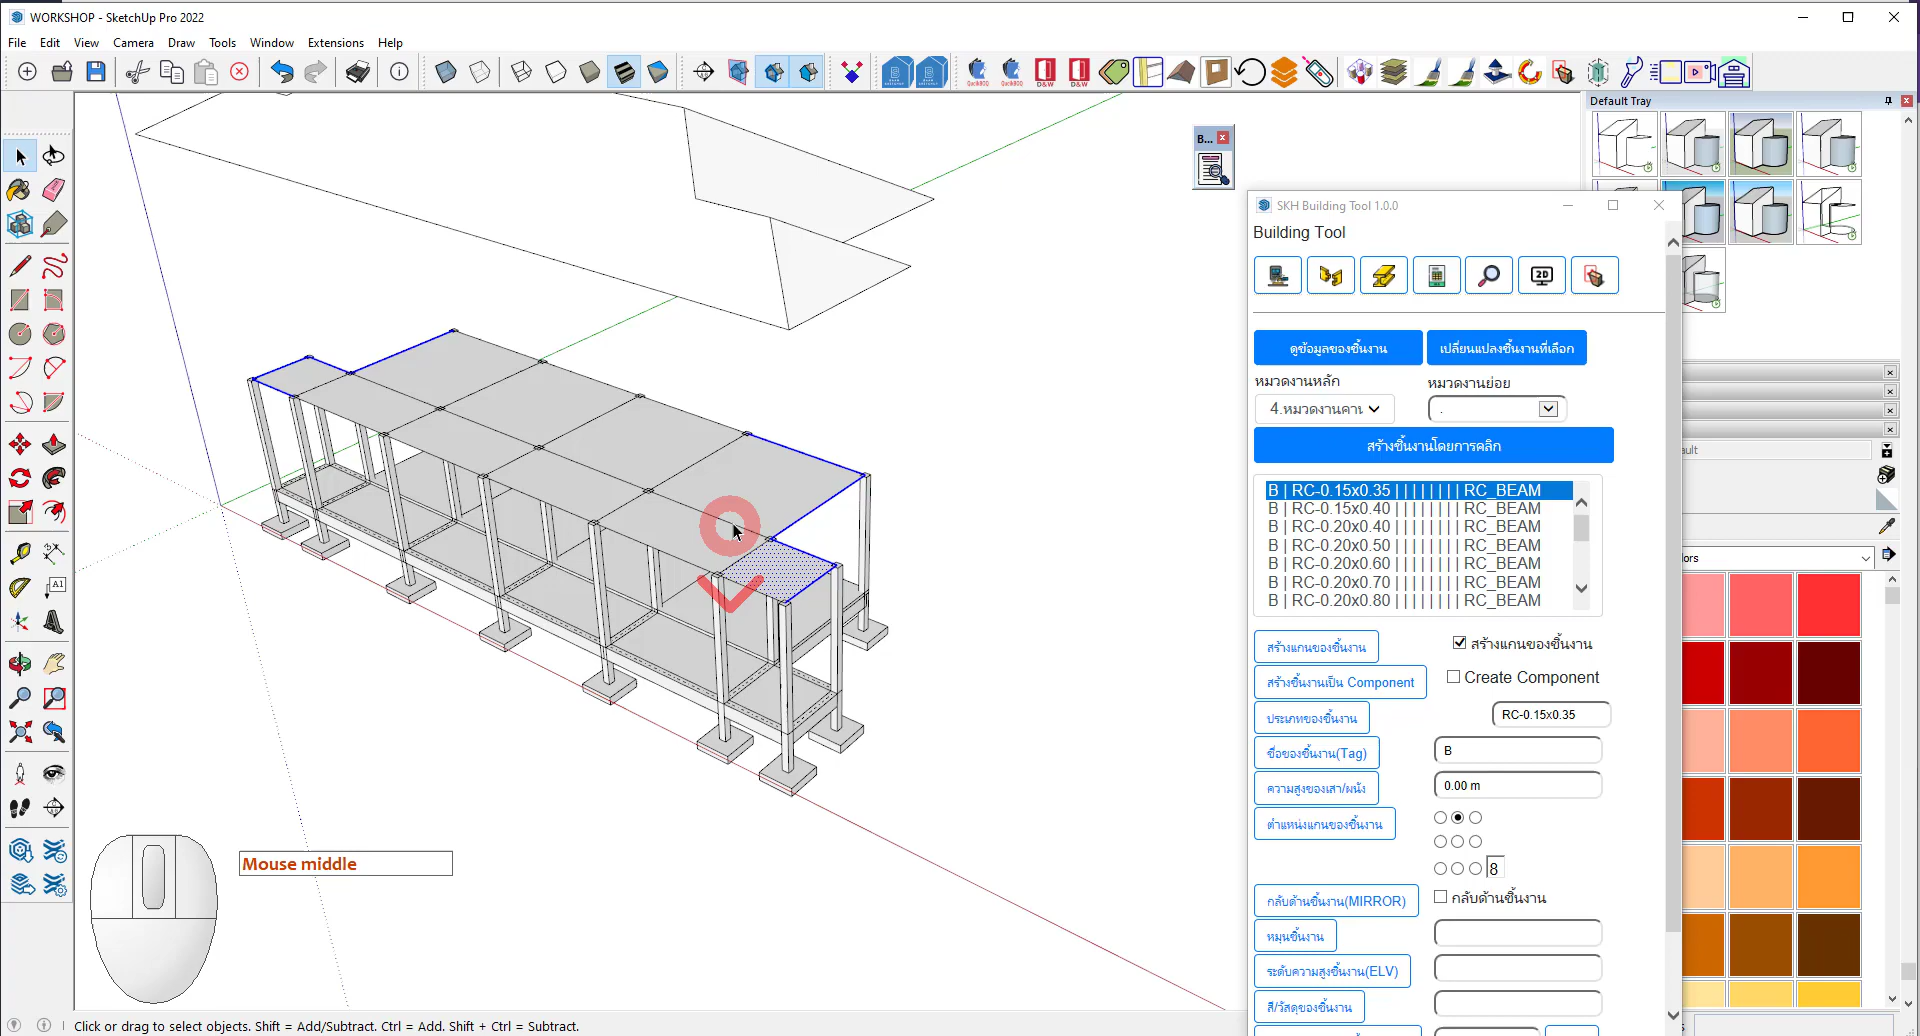 WORKSHOP - SketchUp Pro 2022
File Edit View Camera Draw Tools Window Extensions Help
QwikBOQ QwikBOQ D&W D&W
Default Tray
B...
SKH Building Tool 1.0.0
Building Tool
2D
ดูข้อมูลของชิ้นงาน เปลี่ยนแปลงชิ้นงานที่เลือก
หมวดงานหลัก หมวดงานย่อย
4.หมวดงานคาน .
สร้างชิ้นงานโดยการคลิก
ault
B | RC-0.15x0.35 | | | | | | | | RC_BEAM
B | RC-0.15x0.40 | | | | | | | | RC_BEAM
B | RC-0.20x0.40 | | | | | | | | RC_BEAM
B | RC-0.20x0.50 | | | | | | | | RC_BEAM
B | RC-0.20x0.60 | | | | | | | | RC_BEAM
B | RC-0.20x0.70 | | | | | | | | RC_BEAM
B | RC-0.20x0.80 | | | | | | | | RC_BEAM
ors
A1
สร้างแกนของชิ้นงาน สร้างแกนของชิ้นงาน
สร้างชิ้นงานเป็น Component Create Component
ประเภทของชิ้นงาน RC-0.15x0.35
ชื่อของชิ้นงาน(Tag) B
ความสูงของเสา/ผนัง 0.00 m
ตำแหน่งแกนของชิ้นงาน
8
กลับด้านชิ้นงาน(MIRROR) กลับด้านชิ้นงาน
หมุนชิ้นงาน
ระดับความสูงชิ้นงาน(ELV)
สี/วัสดุของชิ้นงาน
Mouse middle
Click or drag to select objects. Shift = Add/Subtract. Ctrl = Add. Shift + Ctrl = Subtract.